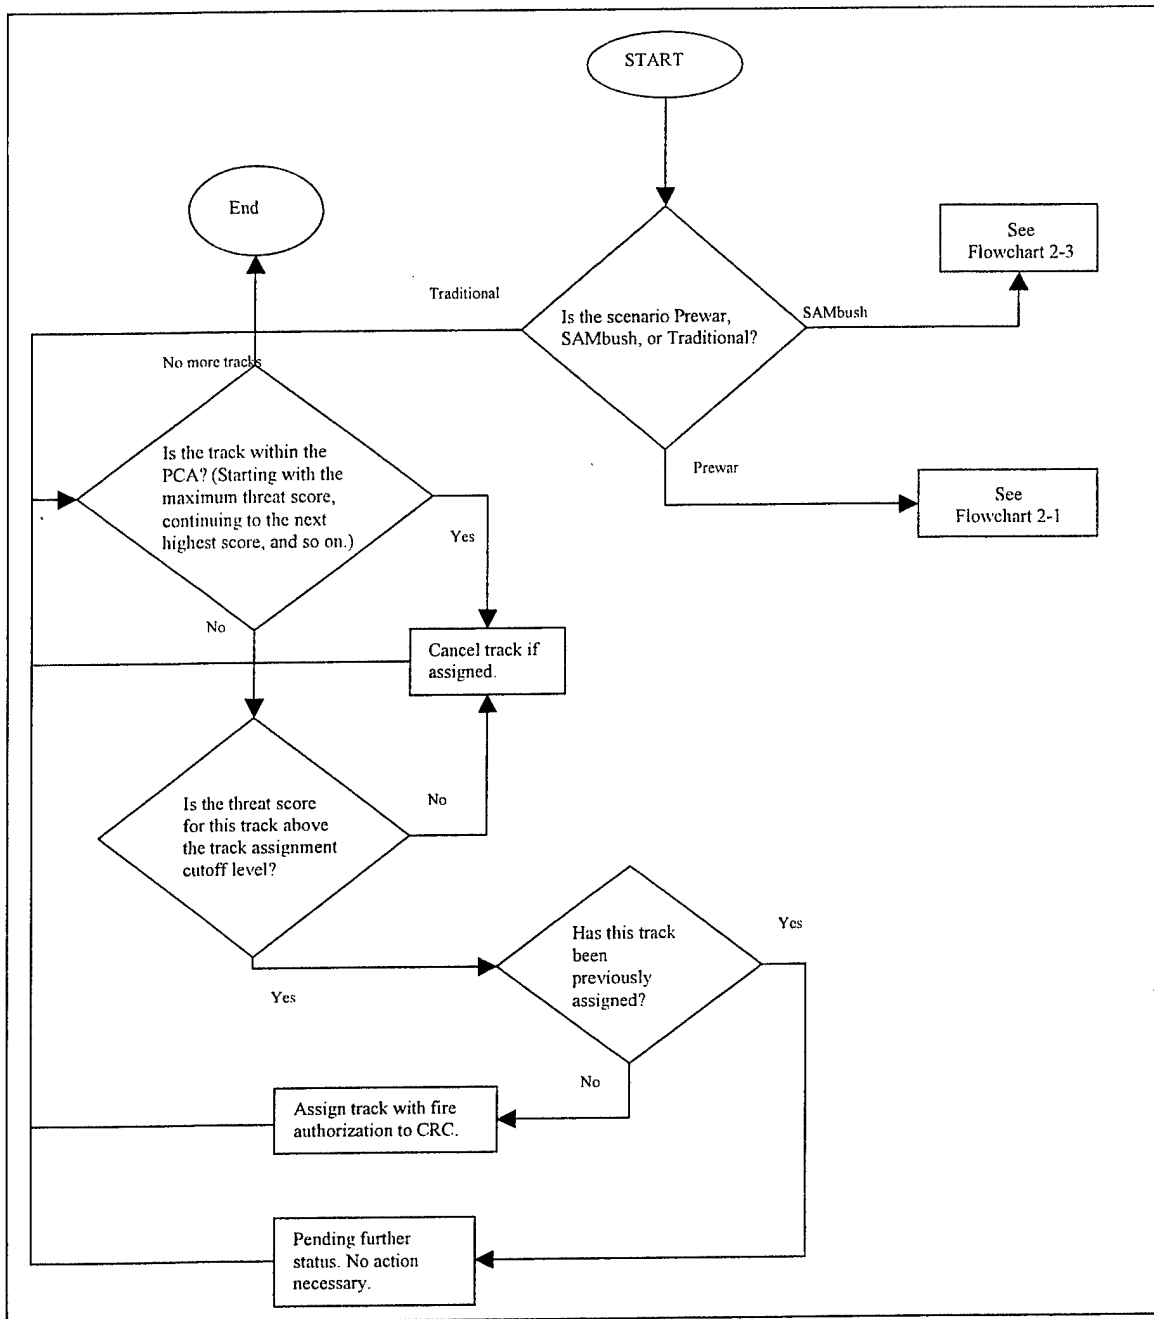 START
End
See
Flowchart 2-3
Traditional
Is the scenario Prewar,
SAMbush, or Traditional?
SAMbush
No more tracks
Prewar
Is the track within the
PCA? (Starting with the
maximum threat score,
continuing to the next
highest score, and so on.)
See
Flowchart 2-1
Yes
No
Cancel track if
assigned.
Is the threat score
for this track above
the track assignment
cutoff level?
No
Has this track
been
previously
assigned?
Yes
Yes
No
Assign track with fire
authorization to CRC.
Pending further
status. No action
necessary.